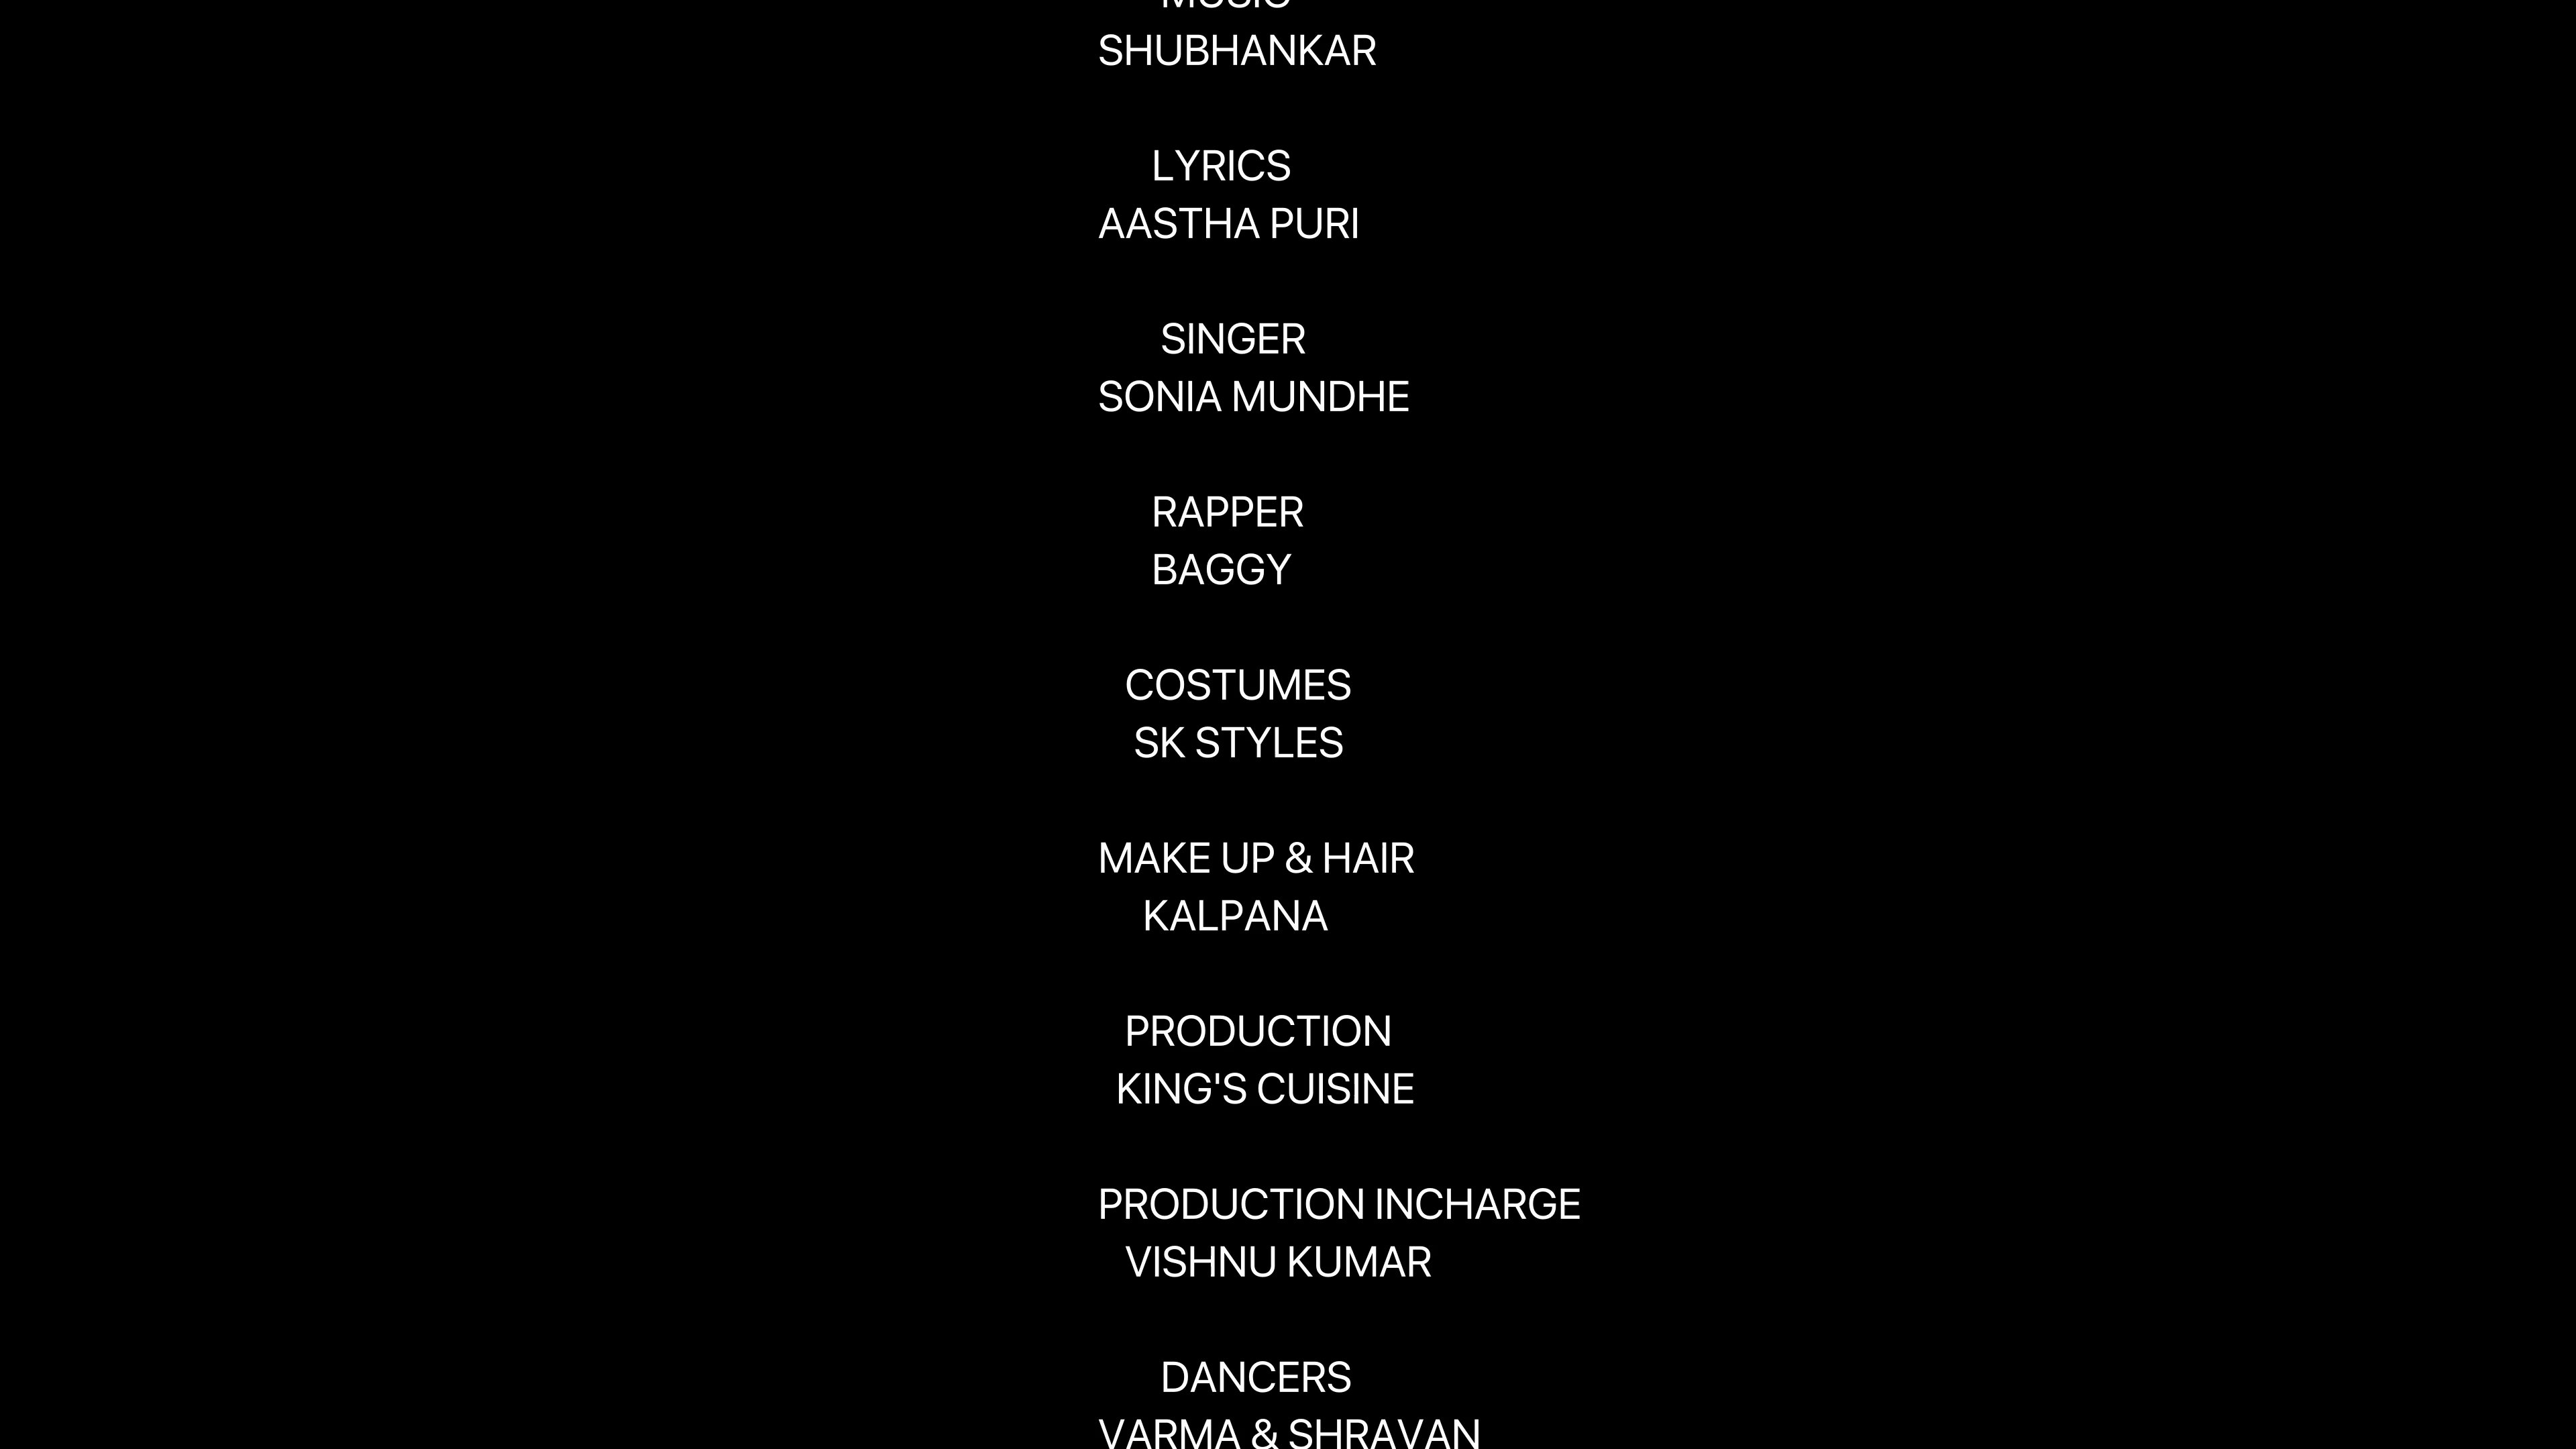 MUSIC
SHUBHANKAR
LYRICS
AASTHA PURI
SINGER
SONIA MUNDHE
RAPPER
BAGGY
COSTUMES
SK STYLES
MAKE UP & HAIR
KALPANA
PRODUCTION
KING'S CUISINE
PRODUCTION INCHARGE
VISHNU KUMAR
DANCERS
VARMA & SHRAVAN